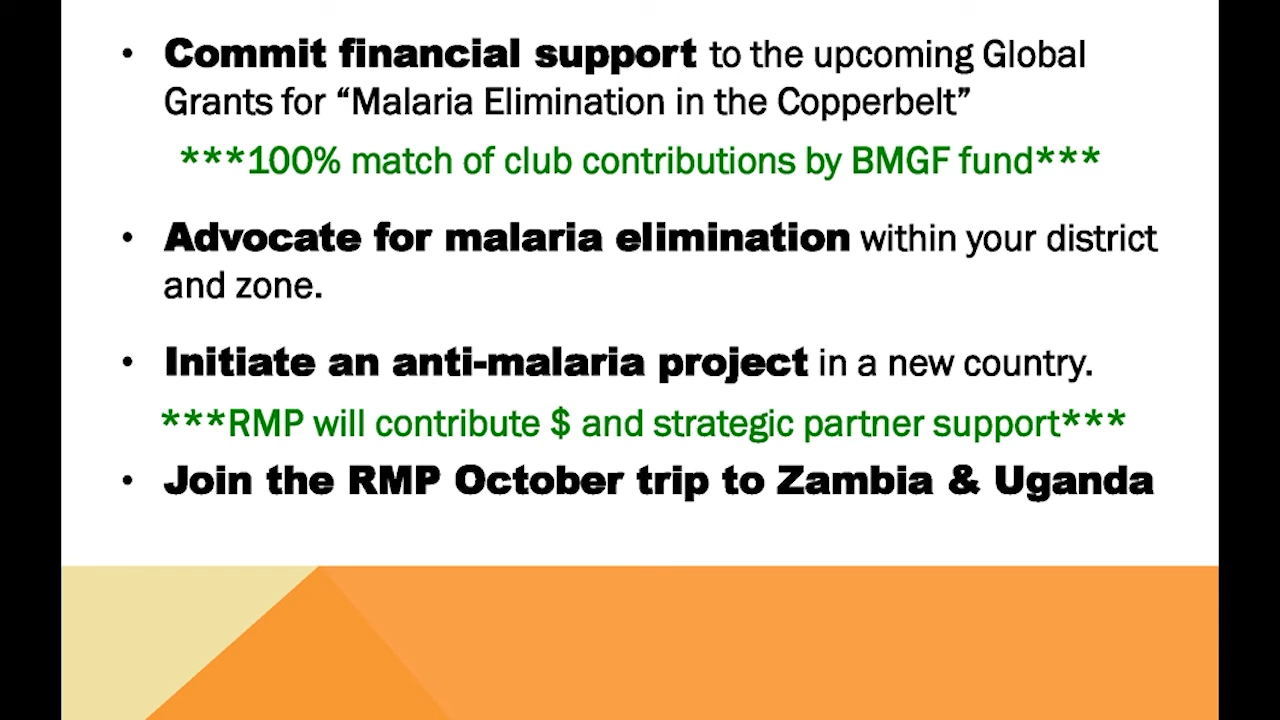 • Commit financial support to the upcoming Global
Grants for “Malaria Elimination in the Copperbelt”
***100% match of club contributions by BMGF fund***
• Advocate for malaria elimination within your district
and zone.
• Initiate an anti-malaria project in a new country.
***RMP will contribute $ and strategic partner support***
• Join the RMP October trip to Zambia & Uganda